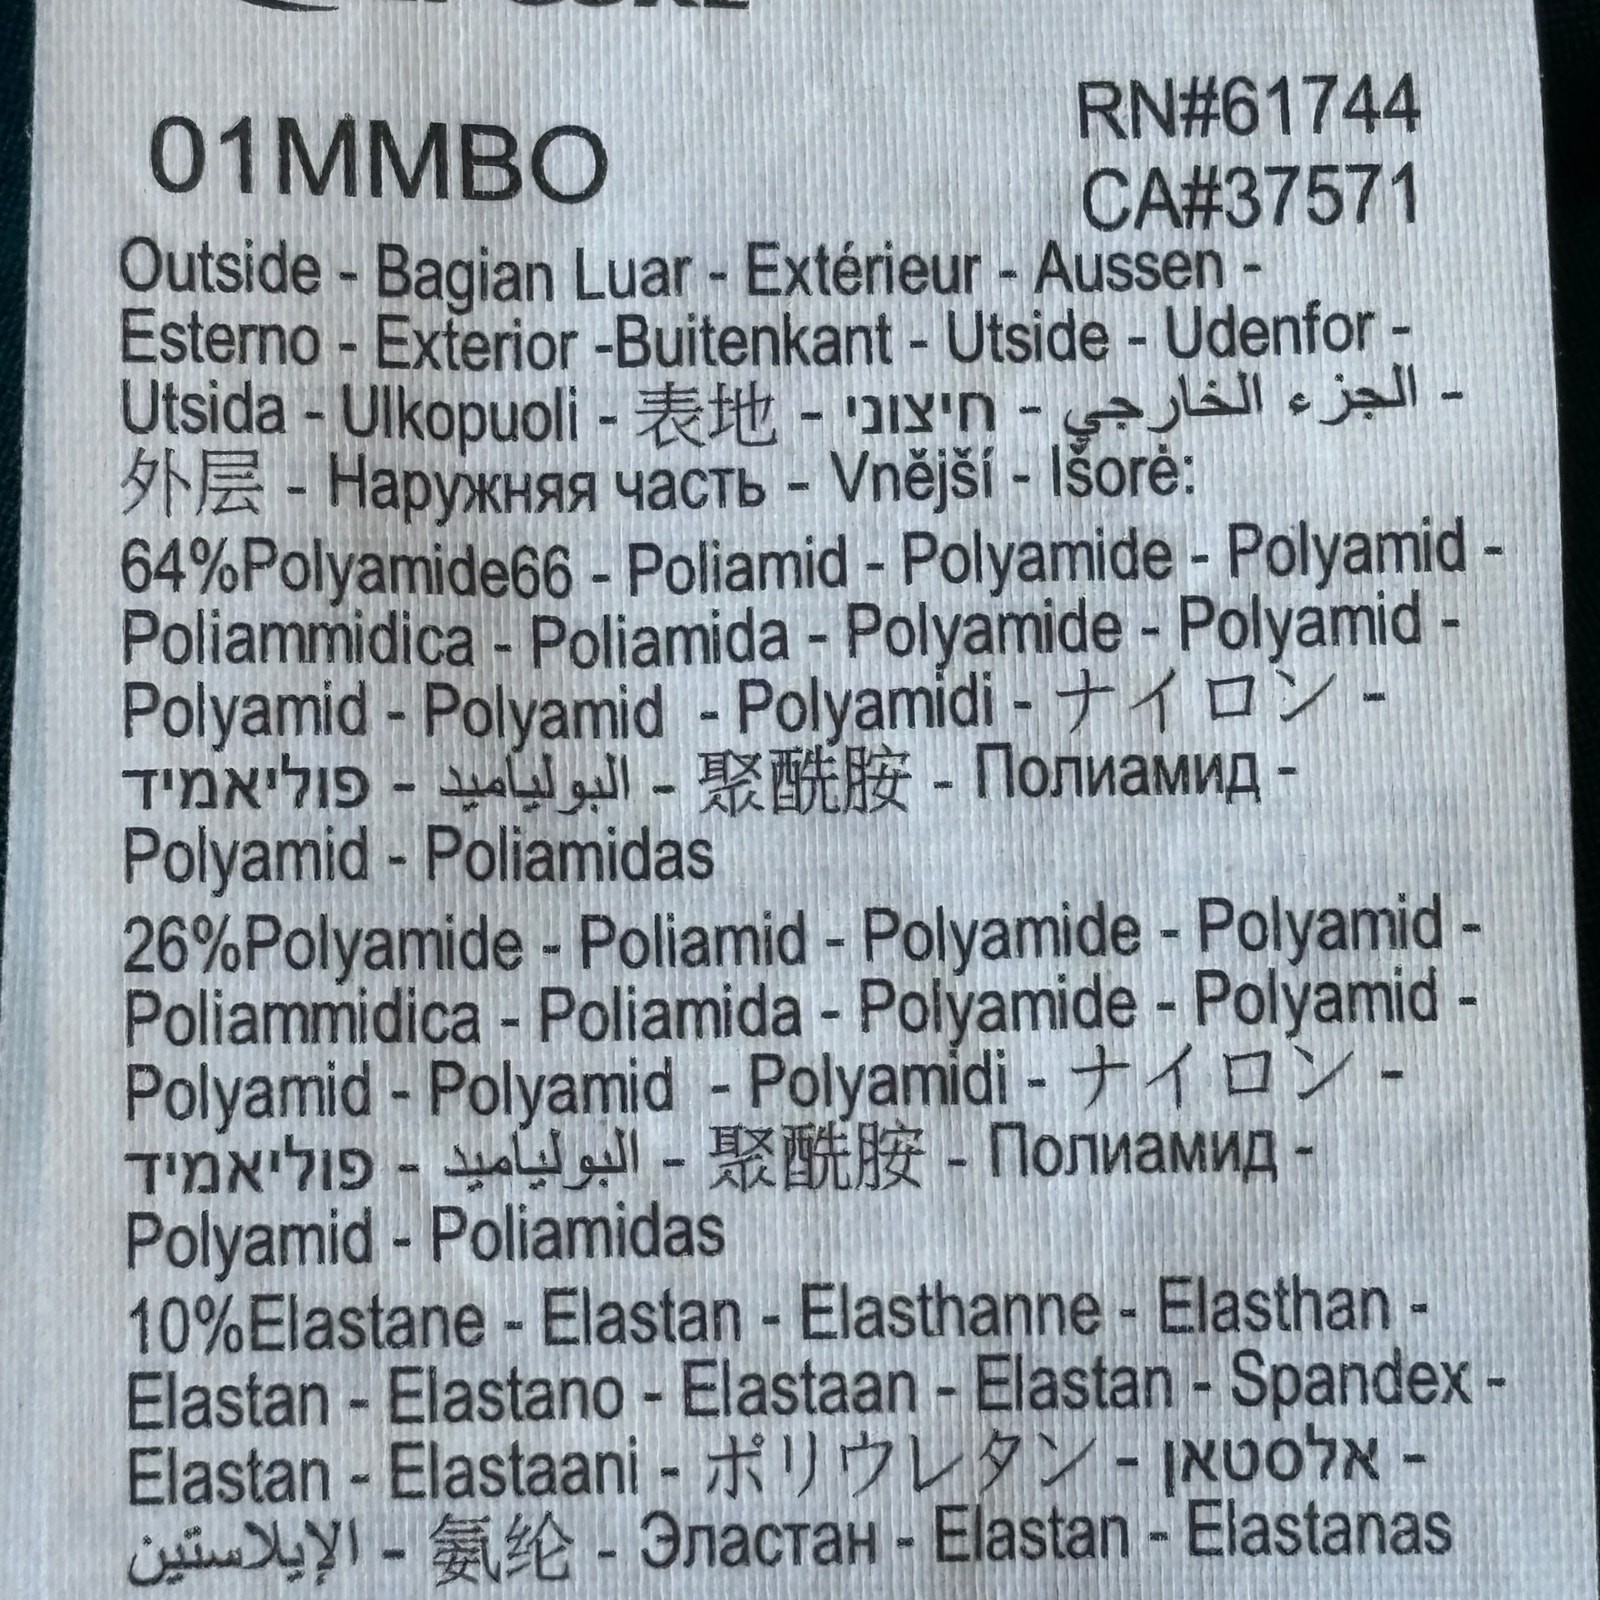 01MMBO
RN#61744
CA#37571
Outside - Bagian Luar - Extérieur - Aussen -
Esterno - Exterior -Buitenkant - Utside - Udenfor -
Utsida - Ulkopuoli - 表地 - חיצוני - الجزء الخارجي -
外层 - Наружняя часть - Vnější - Išorė:
64%Polyamide66 - Poliamid - Polyamide - Polyamid -
Poliammidica - Poliamida - Polyamide - Polyamid -
Polyamid - Polyamid - Polyamidi - ナイロン -
פוליאמיד - البولياميد - 聚酰胺 - Полиамид -
Polyamid - Poliamidas
26%Polyamide - Poliamid - Polyamide - Polyamid -
Poliammidica - Poliamida - Polyamide - Polyamid -
Polyamid - Polyamid - Polyamidi - ナイロン -
פוליאמיד - البولياميد - 聚酰胺 - Полиамид -
Polyamid - Poliamidas
10%Elastane - Elastan - Elasthanne - Elasthan -
Elastan - Elastano - Elastaan - Elastan - Spandex -
Elastan - Elastaani - ポリウレタン - אלסטאן -
الإيلاستين - 氨纶 - Эластан - Elastan - Elastanas